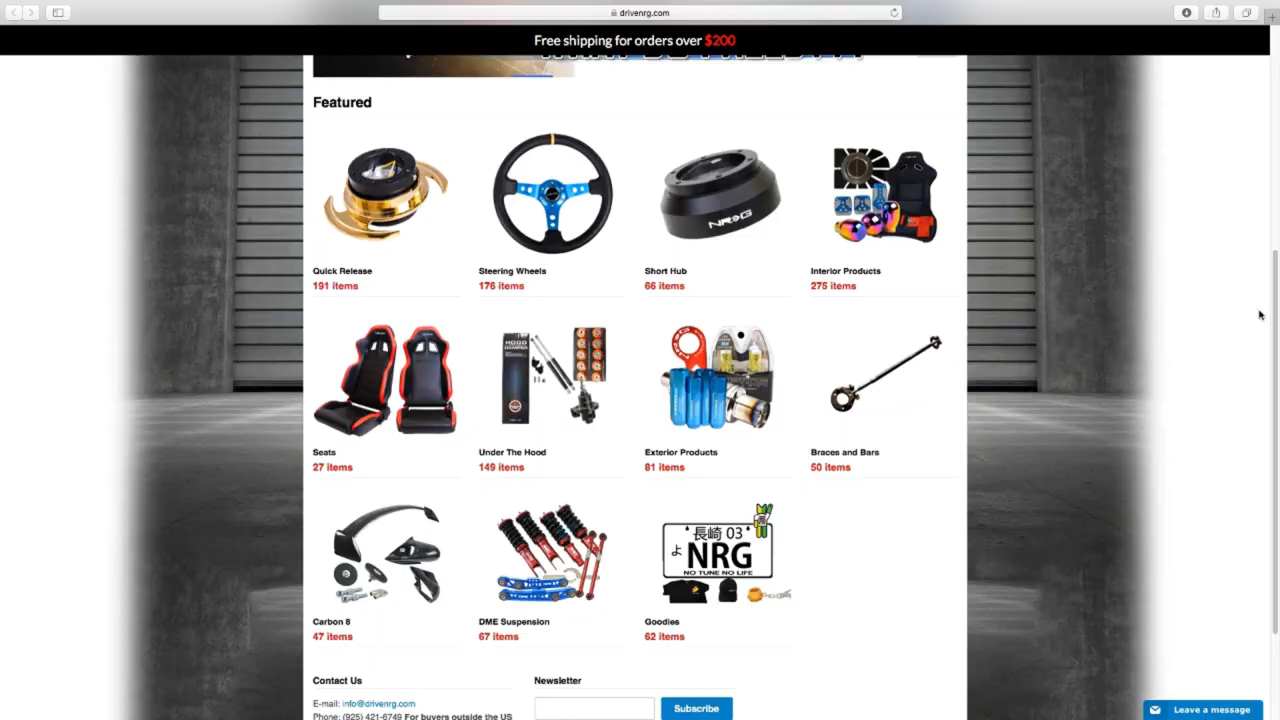 drivenrg.com
Free shipping for orders over $200
Featured
Quick Release
191 items
Steering Wheels
176 items
NRG
Short Hub
66 items
Interior Products
275 items
Seats
27 items
HOOD
DAMPER
Under The Hood
149 items
Exterior Products
81 items
Braces and Bars
50 items
Carbon 8
47 items
DME Suspension
67 items
長崎 03
よ NRG
NO TUNE NO LIFE
Goodies
62 items
Contact Us
E-mail: info@drivenrg.com
Phone: (925) 421-6749 For buyers outside the US
Newsletter
Subscribe
Leave a message